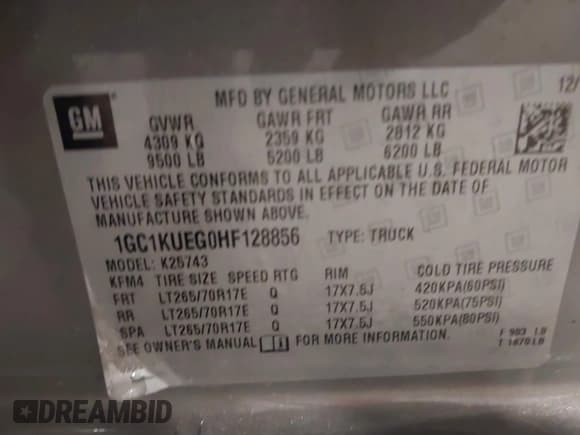 GM
MFD BY GENERAL MOTORS LLC 12/
GVWR GAWR FRT GAWR RR
4309 KG 2359 KG 2812 KG
9500 LB 5200 LB 6200 LB
THIS VEHICLE CONFORMS TO ALL APPLICABLE U.S. FEDERAL MOTOR
VEHICLE SAFETY STANDARDS IN EFFECT ON THE DATE OF
MANUFACTURE SHOWN ABOVE.
1GC1KUEG0HF128856 TYPE: TRUCK
MODEL: K25743
KFM4 TIRE SIZE SPEED RTG RIM COLD TIRE PRESSURE
FRT LT265/70R17E Q 17X7.5J 420KPA(60PSI)
RR LT265/70R17E Q 17X7.5J 520KPA(75PSI)
SPA LT265/70R17E Q 17X7.5J 550KPA(80PSI)
SEE OWNER'S MANUAL FOR MORE INFORMATION. F 983 LB
T 1870LB
DREAMBID